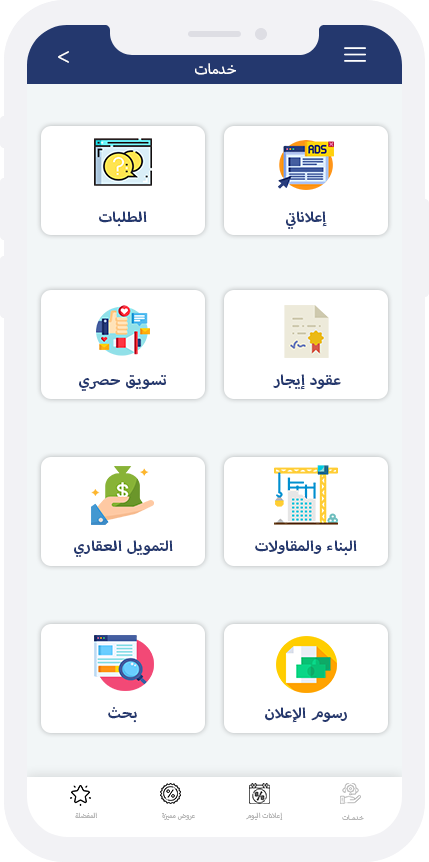 خدمات
إعلاناتي
ADS
الطلبات
عقود إيجار
تسويق حصري
البناء والمقاولات
التمويل العقاري
رسوم الإعلان
بحث
خدمات
إعلانات اليوم
عروض مميزة
المفضلة